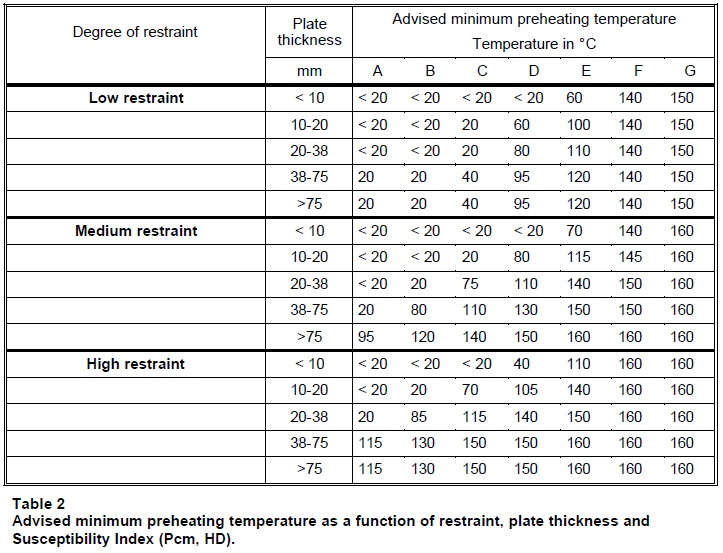 Degree of restraint Plate thickness Advised minimum preheating temperature
Temperature in °C
mm A B C D E F G
Low restraint < 10 < 20 < 20 < 20 < 20 60 140 150
10-20 < 20 < 20 20 60 100 140 150
20-38 < 20 < 20 20 80 110 140 150
38-75 20 20 40 95 120 140 150
>75 20 20 40 95 120 140 150
Medium restraint < 10 < 20 < 20 < 20 < 20 70 140 160
10-20 < 20 < 20 20 80 115 145 160
20-38 < 20 20 75 110 140 150 160
38-75 20 80 110 130 150 150 160
>75 95 120 140 150 160 160 160
High restraint < 10 < 20 < 20 < 20 40 110 160 160
10-20 < 20 20 70 105 140 160 160
20-38 20 85 115 140 150 160 160
38-75 115 130 150 150 160 160 160
>75 115 130 150 150 160 160 160
Table 2
Advised minimum preheating temperature as a function of restraint, plate thickness and
Susceptibility Index (Pcm, HD).